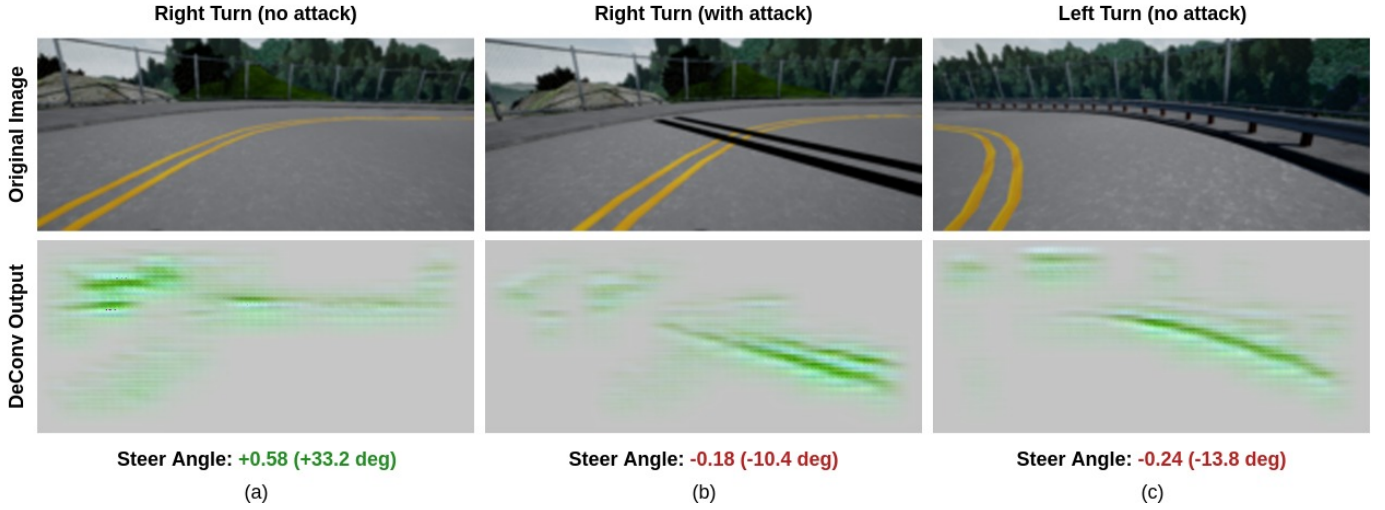 Right Turn (no attack)
Right Turn (with attack)
Left Turn (no attack)
Original Image
DeConv Output
Steer Angle: +0.58 (+33.2 deg)
Steer Angle: -0.18 (-10.4 deg)
Steer Angle: -0.24 (-13.8 deg)
(a)
(b)
(c)